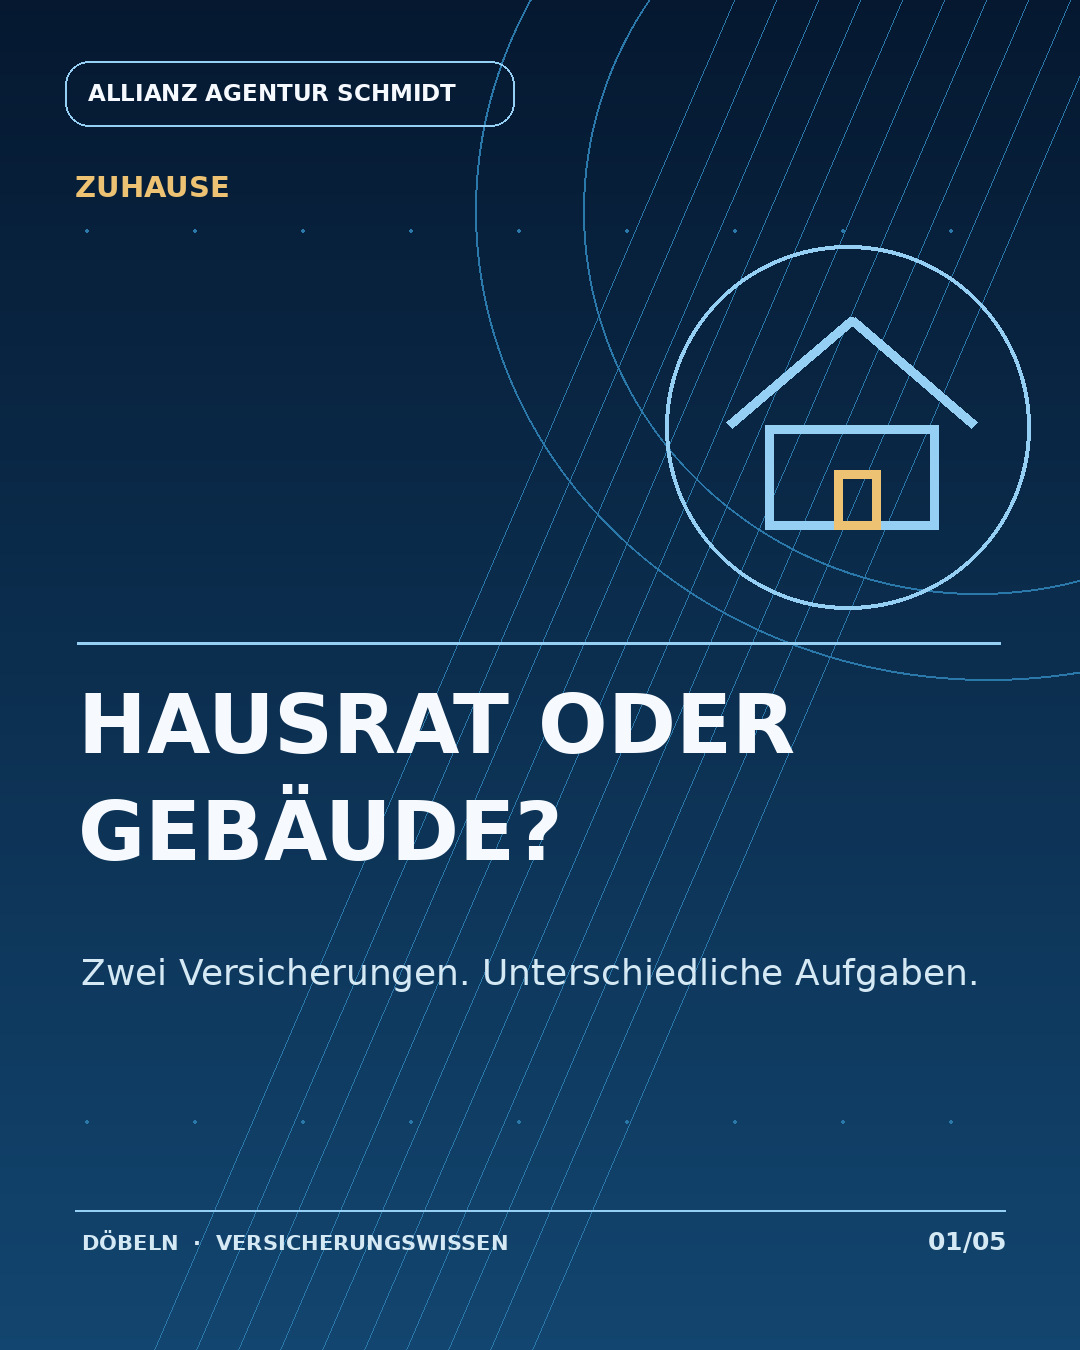 ALLIANZ AGENTUR SCHMIDT
ZUHAUSE
HAUSRAT ODER
GEBÄUDE?
Zwei Versicherungen. Unterschiedliche Aufgaben.
DÖBELN · VERSICHERUNGSWISSEN
01/05